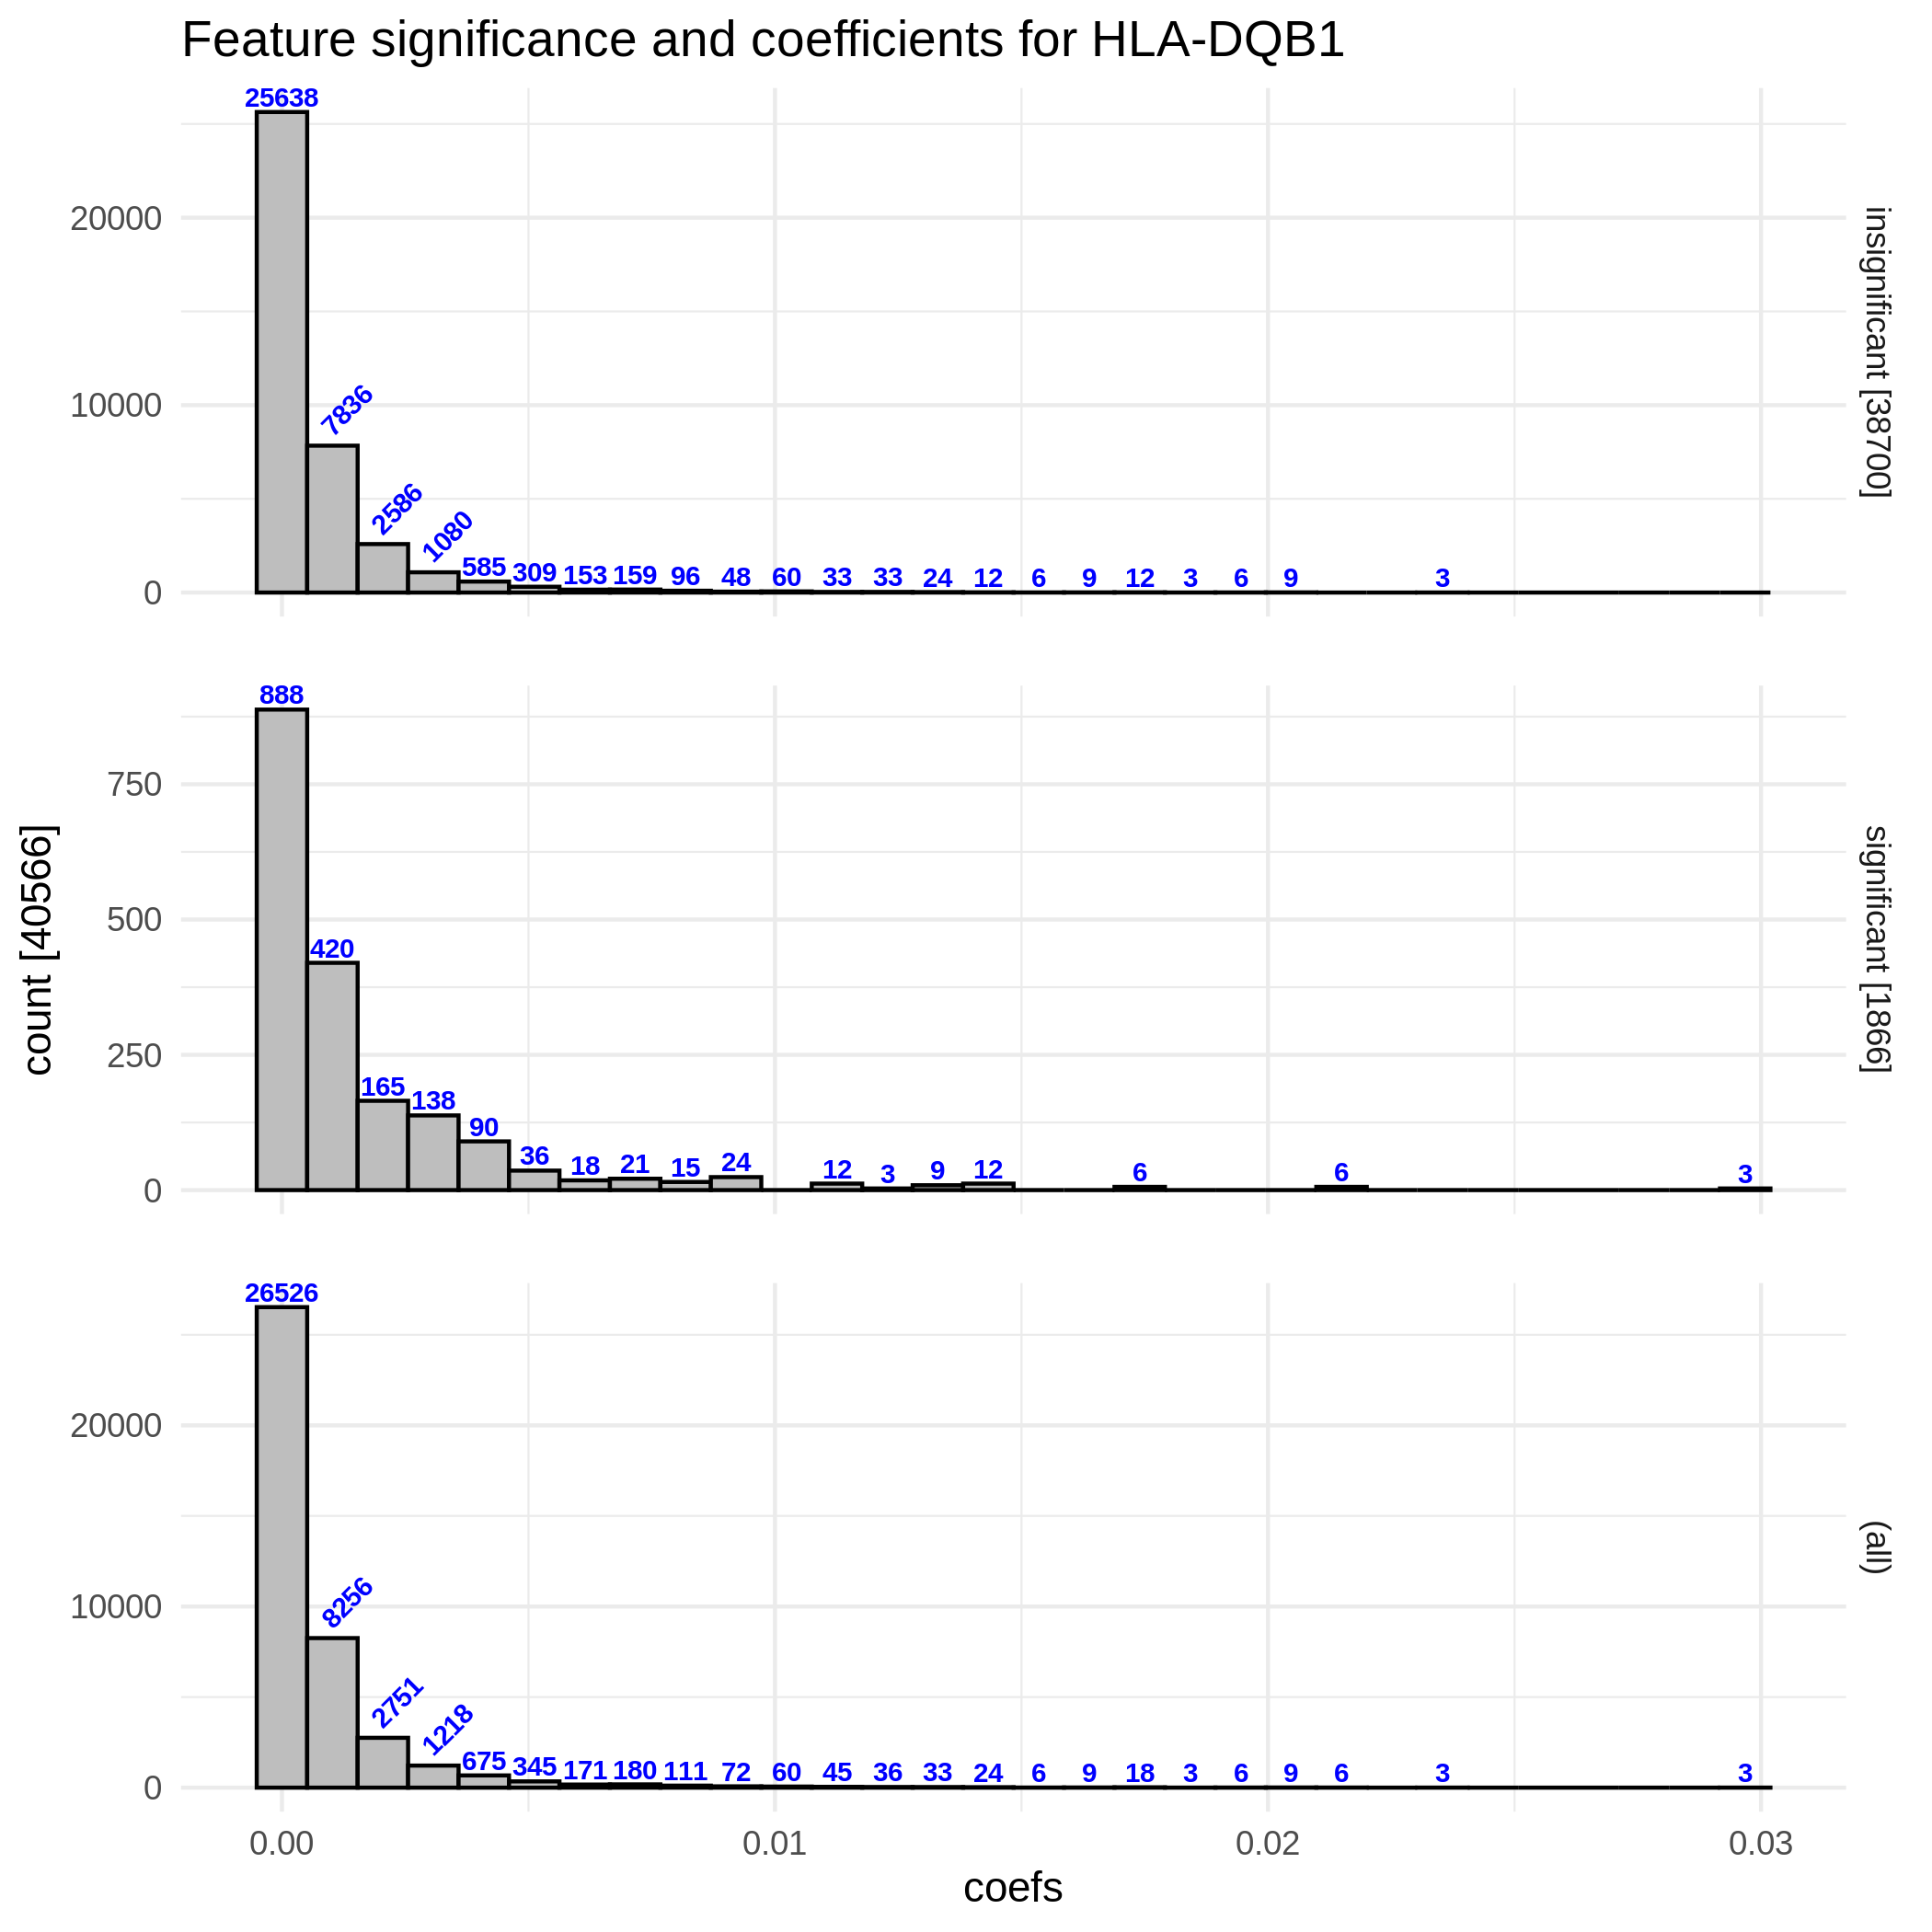 Feature significance and coefficients for HLA-DQB1
count [40566]
25638
7836
2586
1080
585 309 153 159 96 48 60 33 33 24 12 6 9 12 3 6 9 3
20000
10000
0
insignificant [38700]
888
420
165 138
90
36 18 21 15 24 12 3 9 12 6 6 3
750
500
250
0
significant [1866]
26526
8256
2751
1218
675 345 171 180 111 72 60 45 36 33 24 6 9 18 3 6 9 6 3 3
20000
10000
0
(all)
0.00 0.01 0.02 0.03
coefs